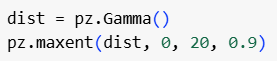 dist = pz.Gamma()
pz.maxent(dist, 0, 20, 0.9)